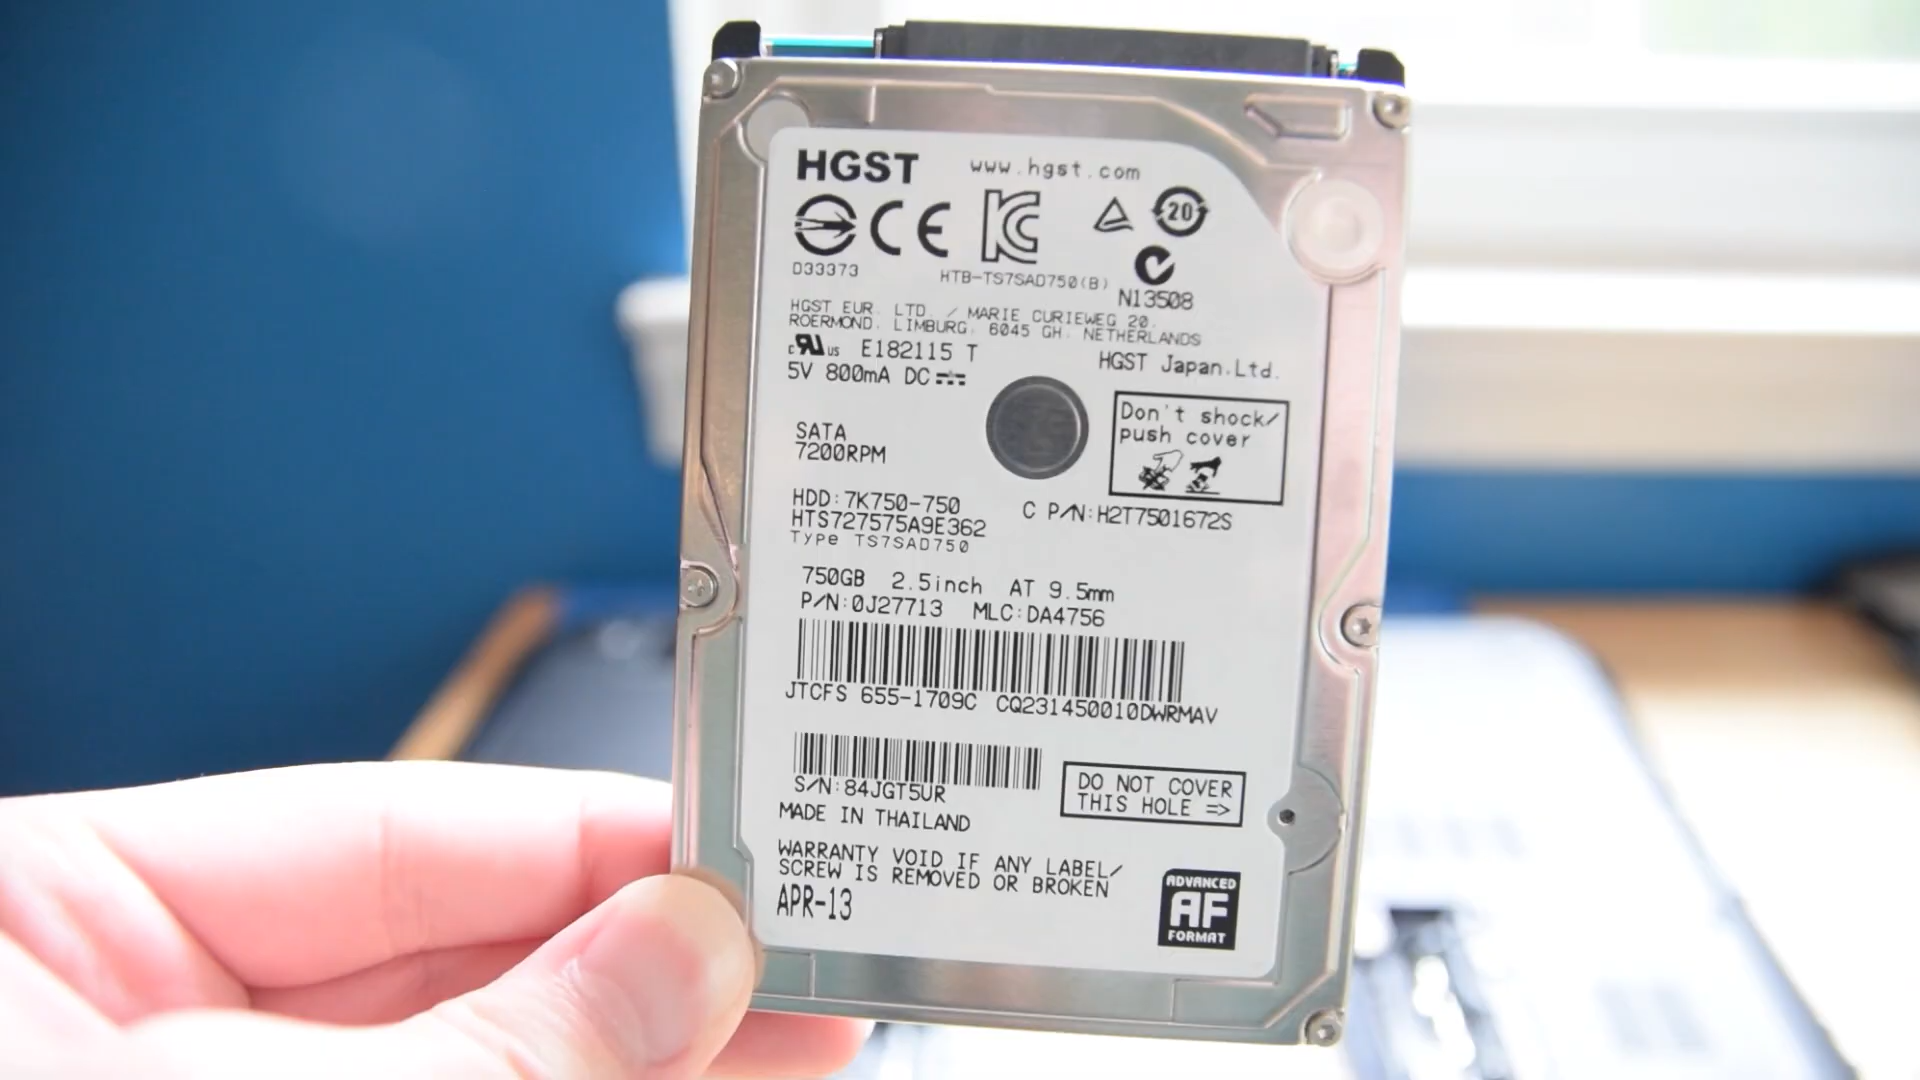 HGST www.hgst.com
CE 20
D33373 HTB-TS7SAD750(B) N13508
HGST EUR. LTD. / MARIE CURIEWEG 20.
ROERMOND, LIMBURG, 6045 GH. NETHERLANDS
c RU us E182115 T HGST Japan.Ltd.
5V 800mA DC
Don't shock/
push cover
SATA
7200RPM
HDD:7K750-750 C P/N:H2T7501672S
HTS727575A9E362
Type TS7SAD750
750GB 2.5inch AT 9.5mm
P/N:0J27713 MLC:DA4756
JTCFS 655-1709C CQ231450010DWRMAV
S/N:84JGT5UR
DO NOT COVER
THIS HOLE =>
MADE IN THAILAND
WARRANTY VOID IF ANY LABEL/
SCREW IS REMOVED OR BROKEN
APR-13
ADVANCED
AF
FORMAT